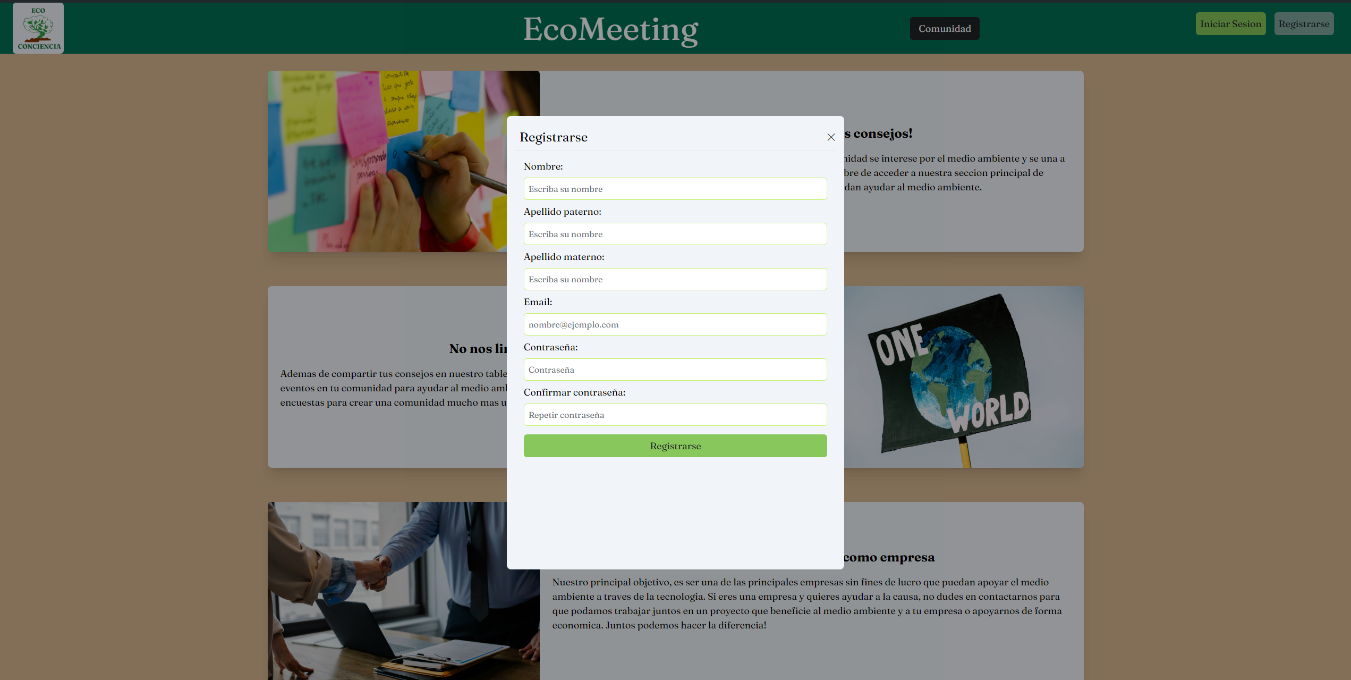 ECO
CONCIENCIA
EcoMeeting
Comunidad
Iniciar Sesion
Registrarse
s consejos!
nidad se interese por el medio ambiente y se una a
bre de acceder a nuestra seccion principal de
dan ayudar al medio ambiente.
Registrarse
Nombre:
Escriba su nombre
Apellido paterno:
Escriba su nombre
Apellido materno:
Escriba su nombre
Email:
nombre@ejemplo.com
Contraseña:
Contraseña
Confirmar contraseña:
Repetir contraseña
Registrarse
No nos lin
Ademas de compartir tus consejos en nuestro table
eventos en tu comunidad para ayudar al medio amb
encuestas para crear una comunidad mucho mas u
ONE
WORLD
como empresa
Nuestro principal objetivo, es ser una de las principales empresas sin fines de lucro que puedan apoyar el medio
ambiente a traves de la tecnologia. Si eres una empresa y quieres ayudar a la causa, no dudes en contactarnos para
que podamos trabajar juntos en un proyecto que beneficie al medio ambiente y a tu empresa o apoyarnos de forma
economica. Juntos podemos hacer la diferencia!